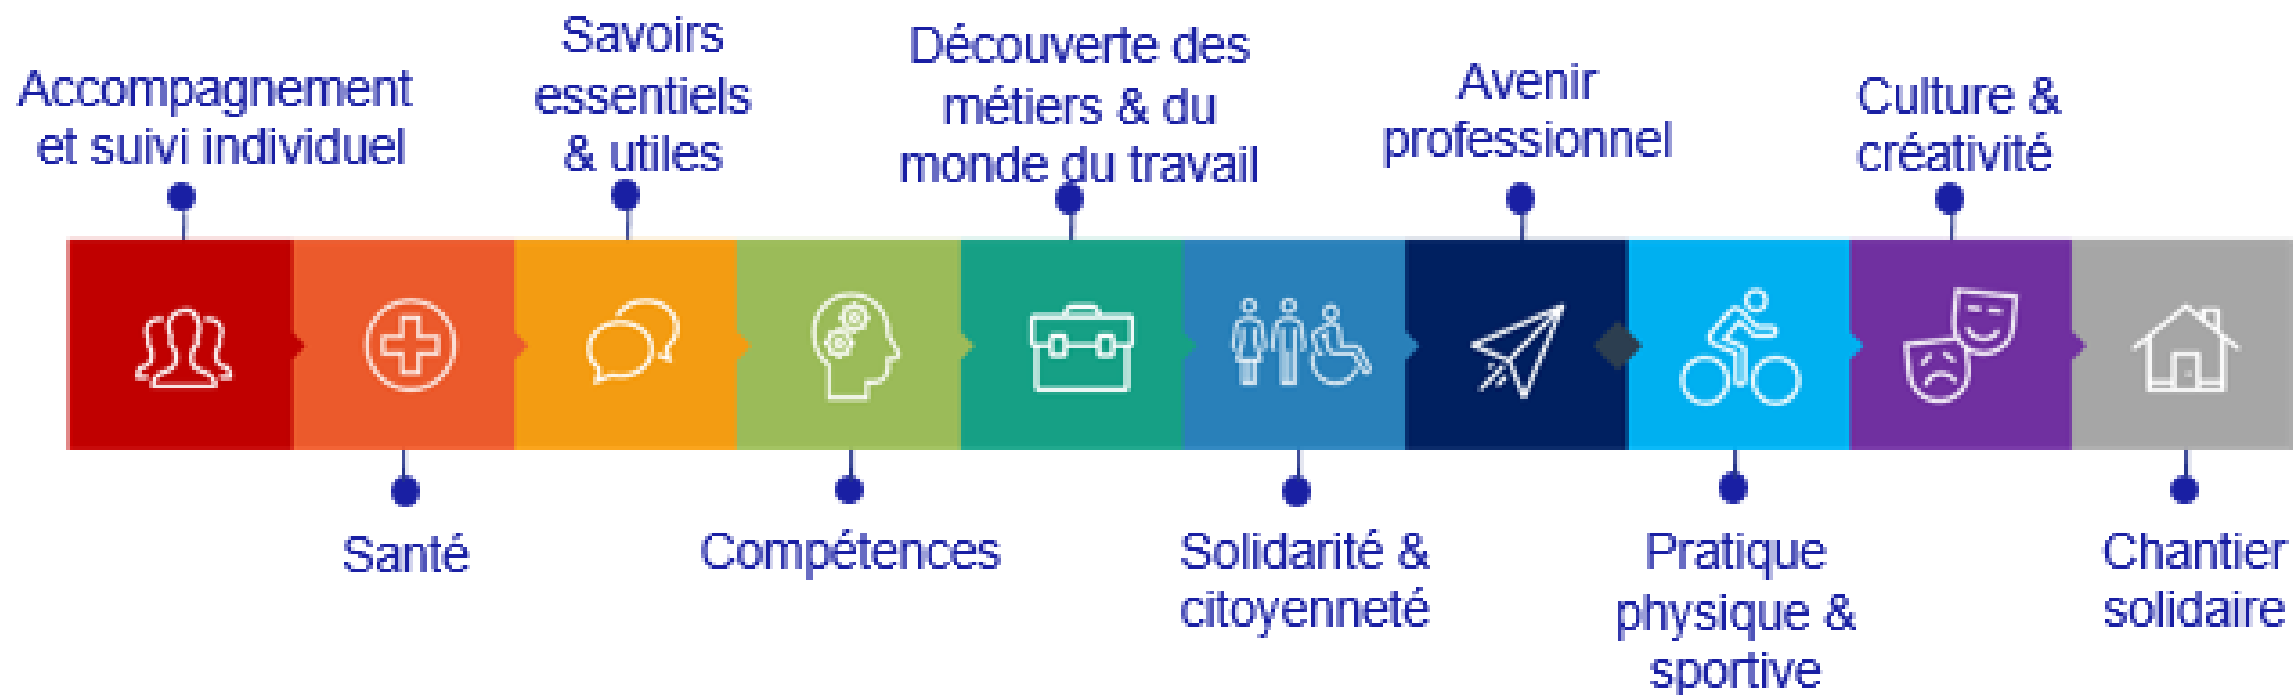 Accompagnement
et suivi individuel
Savoirs
essentiels
& utiles
Découverte des
métiers & du
monde du travail
Avenir
professionnel
Culture &
créativité
Santé
Compétences
Solidarité &
citoyenneté
Pratique
physique &
sportive
Chantier
solidaire